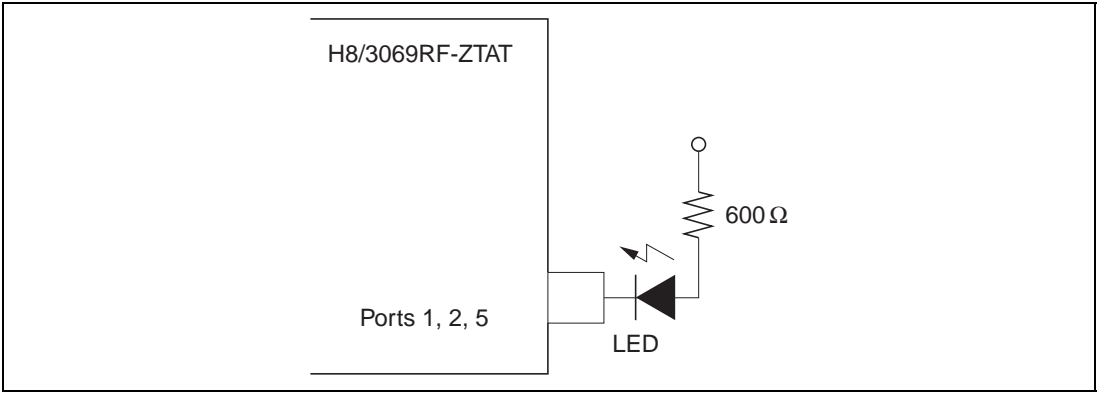 H8/3069RF-ZTAT
600 Ω
Ports 1, 2, 5
LED